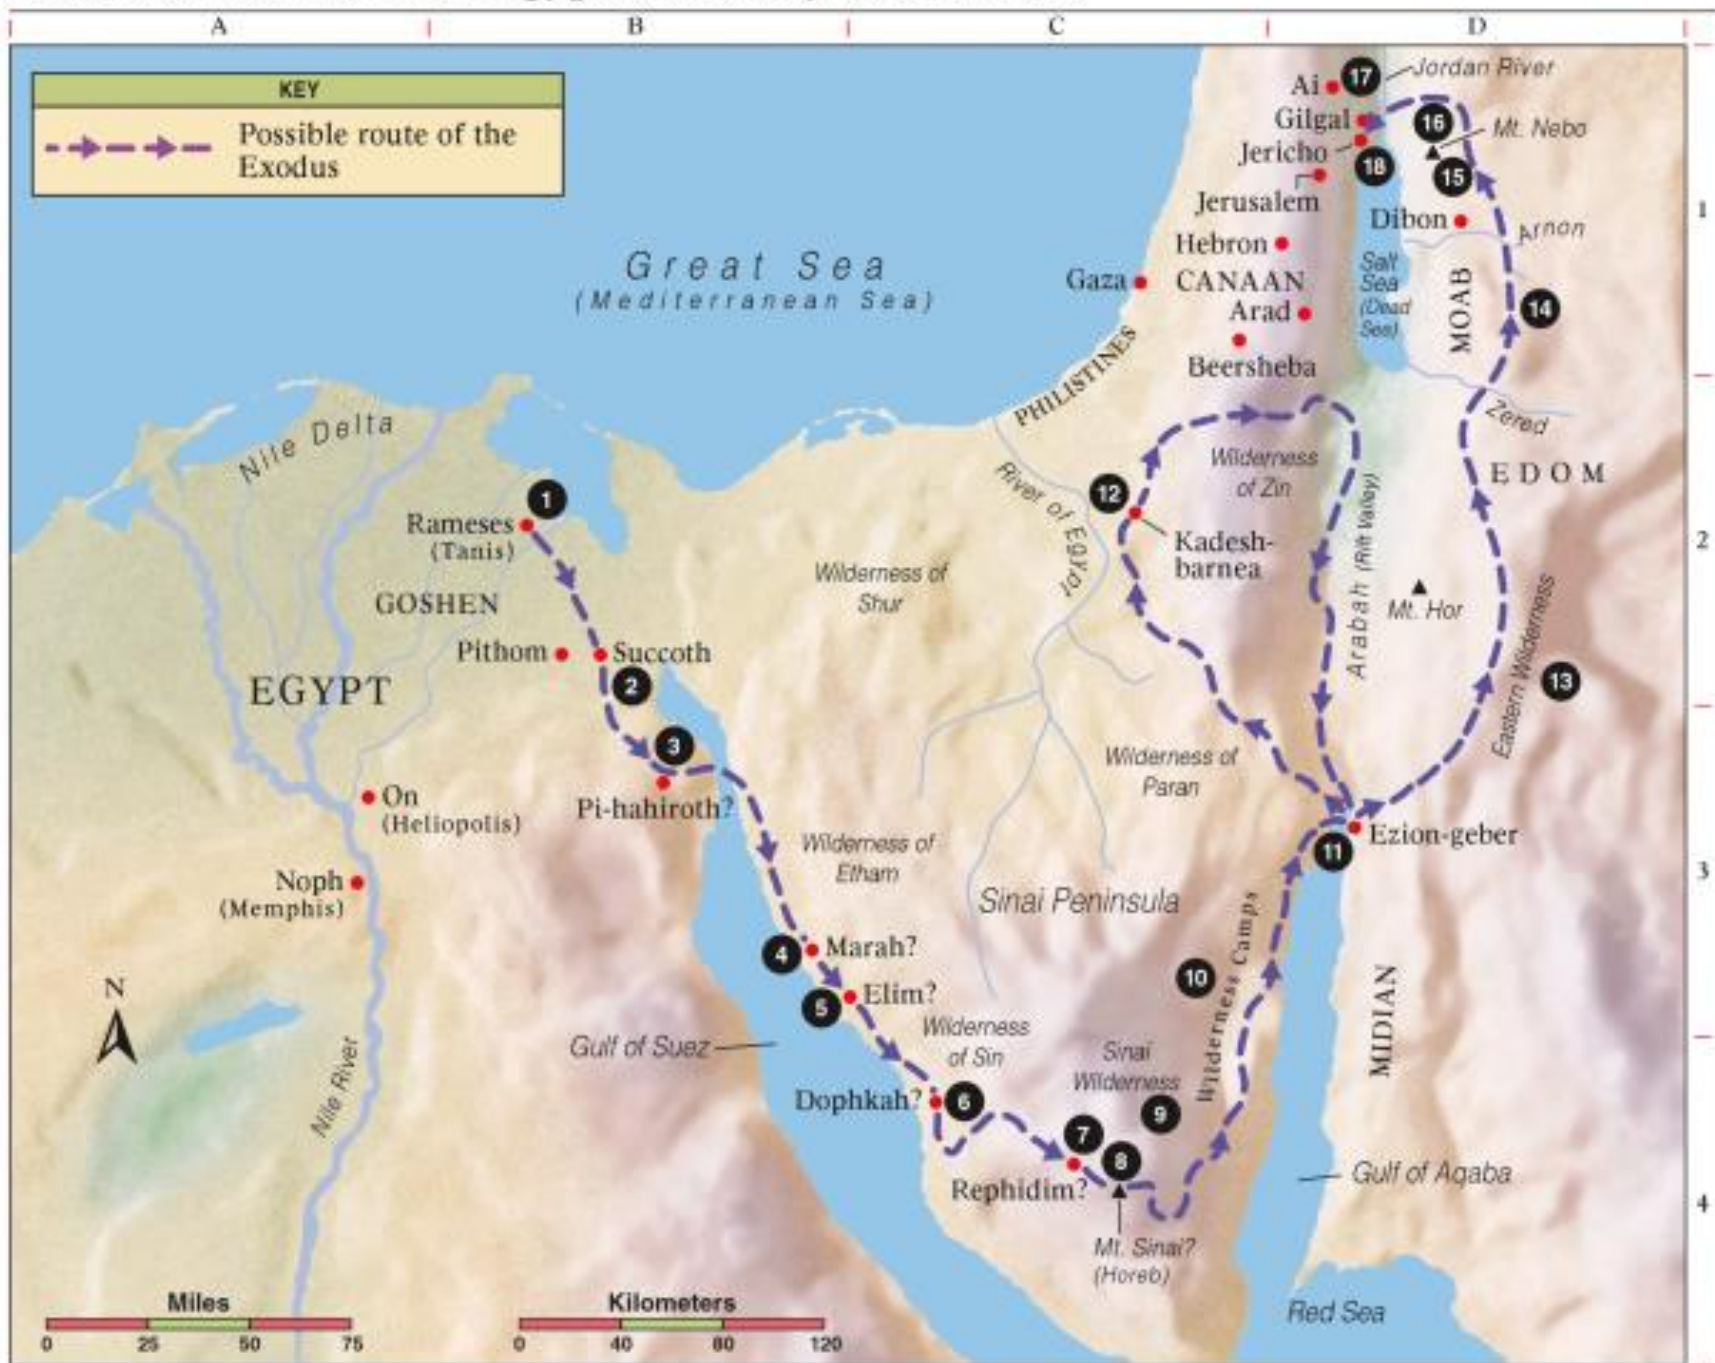 A B C D
KEY
Possible route of the
Exodus
Jordan River
Ai
17
Gilgal
16
Mt. Nebo
Jericho
18
15
Jerusalem
Dibon
1
Arnon
Hebron
Great Sea
(Mediterranean Sea)
Gaza
CANAAN
Salt
Sea
(Dead
Sea)
MOAB
14
Arad
Beersheba
PHILISTINES
Zered
Nile Delta
Wilderness
of Zin
EDOM
1
12
River of Egypt
Rameses
(Tanis)
Kadesh-
barnea
Arabah (Rift Valley)
2
Wilderness of
Shur
Mt. Hor
GOSHEN
Pithom
Succoth
Eastern Wilderness
13
EGYPT
2
3
Wilderness of
Paran
Pi-hahiroth?
On
(Heliopolis)
Ezion-geber
11
Wilderness of
Etham
3
Noph
(Memphis)
Sinai Peninsula
Wilderness Camps
4
Marah?
10
5
Elim?
MIDIAN
N
Wilderness
of Sin
Gulf of Suez
Sinai
Wilderness
Nile River
Dophkah?
6
9
7
8
Rephidim?
Gulf of Aqaba
4
Mt. Sinai?
(Horeb)
Miles
0 25 50 75
Kilometers
0 40 80 120
Red Sea